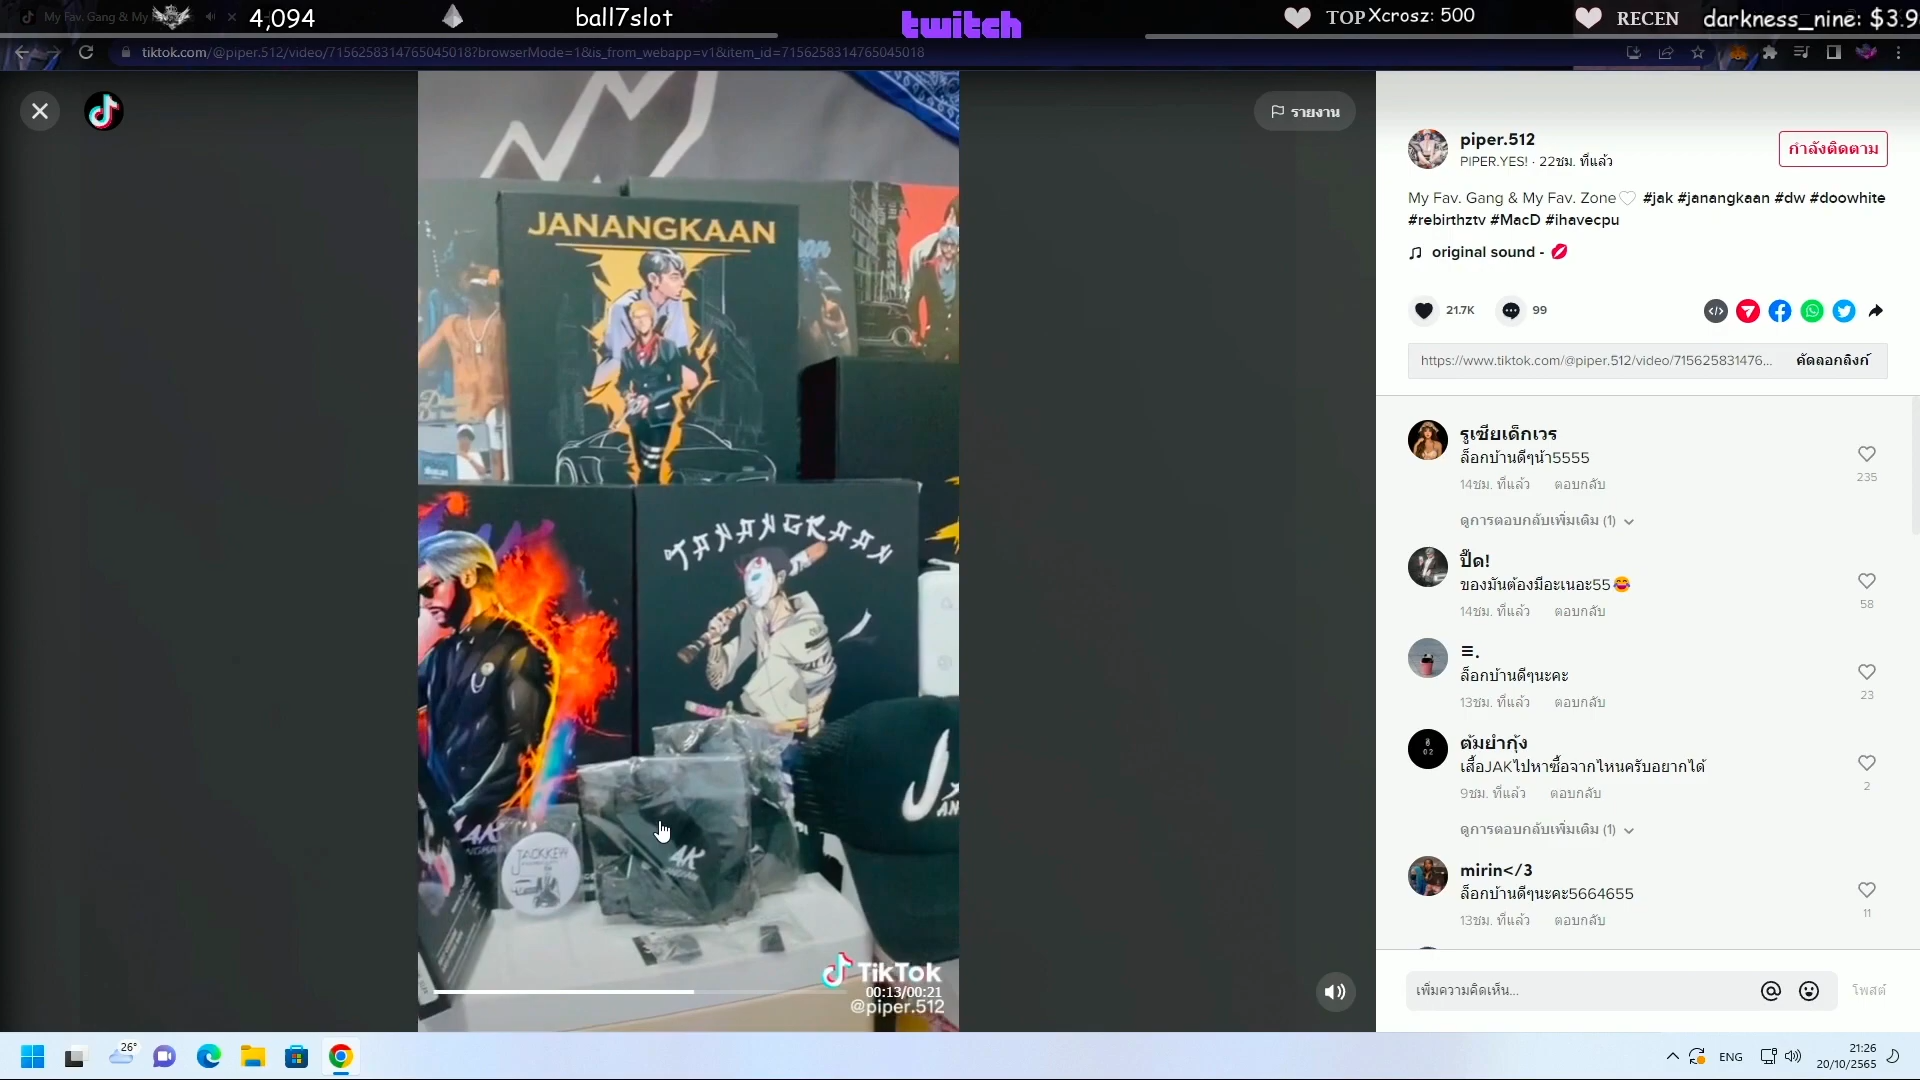 My Fav. Gang & My
4,094
ball7slot
twitch
TOP Xcrosz: 500
RECEN darkness_nine: $3.9
tiktok.com/@piper.512/video/7156258314765045018?browserMode=1&is_from_webapp=v1&item_id=7156258314765045018
รายงาน
JANANGKAAN
JANANGKAAN
JACKKEW
4K
4K
TikTok
00:13/00:21
@piper.512
piper.512
PIPER.YES! · 22ชม. ที่แล้ว
กำลังติดตาม
My Fav. Gang & My Fav. Zone🤍 #jak #janangkaan #dw #doowhite
#rebirthztv #MacD #ihavecpu
original sound - 💋
21.7K
99
https://www.tiktok.com/@piper.512/video/715625831476...
คัดลอกลิงก์
รูเซียเด็กเวร
ล็อกบ้านดีๆน้า5555
14ชม. ที่แล้ว ตอบกลับ
235
ดูการตอบกลับเพิ่มเติม (1)
ปี๊ด!
ของมันต้องมีอะเนอะ55😂
14ชม. ที่แล้ว ตอบกลับ
58
☰.
ล็อกบ้านดีๆนะคะ
13ชม. ที่แล้ว ตอบกลับ
23
ต้มยำกุ้ง
เสื้อJAKไปหาซื้อจากไหนครับอยากได้
9ชม. ที่แล้ว ตอบกลับ
2
ดูการตอบกลับเพิ่มเติม (1)
mirin</3
ล็อกบ้านดีๆนะคะ5664655
13ชม. ที่แล้ว ตอบกลับ
11
เพิ่มความคิดเห็น...
โพสต์
26°
ENG
21:26
20/10/2565